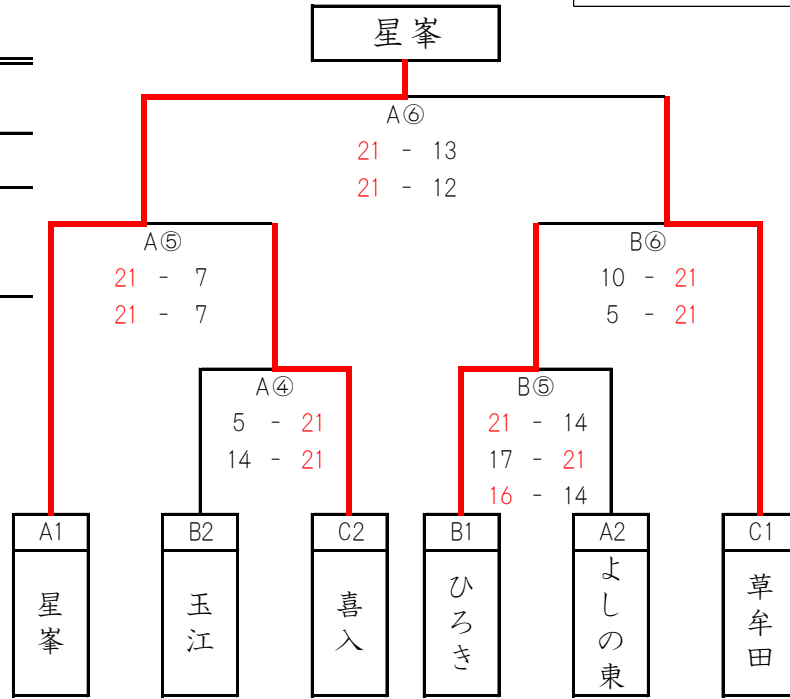 星峯
A⑥
21 - 13
21 - 12
A⑤
21 - 7
21 - 7
B⑥
10 - 21
5 - 21
A④
5 - 21
14 - 21
B⑤
21 - 14
17 - 21
16 - 14
A1
B2
C2
B1
A2
C1
星峯
玉江
喜入
ひろき
よしの東
草牟田